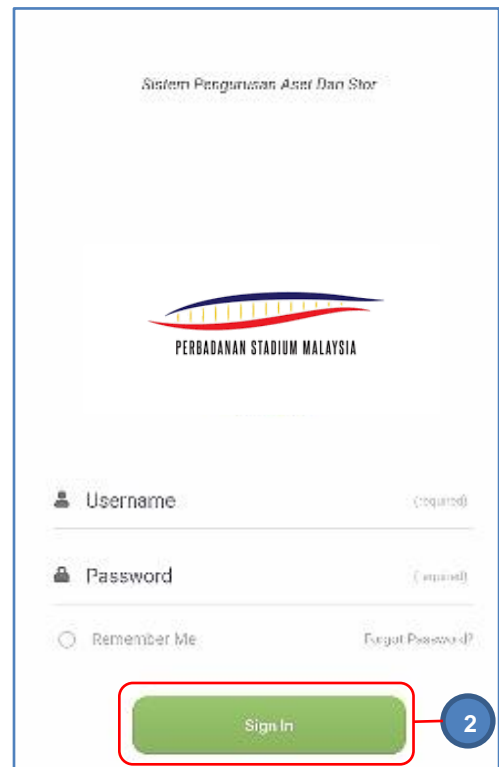 Sistem Pengurusan Aset Dan Stor
PERBADANAN STADIUM MALAYSIA
Username (required)
Password (required)
Remember Me Forgot Password?
Sign In
2